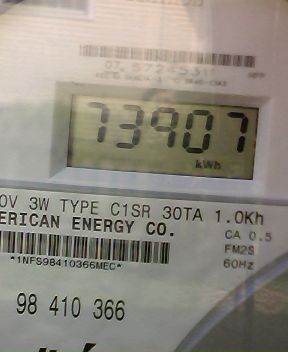 73907
kWh
0V 3W TYPE C1SR 30TA 1.0Kh
ERICAN ENERGY CO.
CA 0.5
*1NFS98410366MEC*
FM2S
60Hz
98 410 366